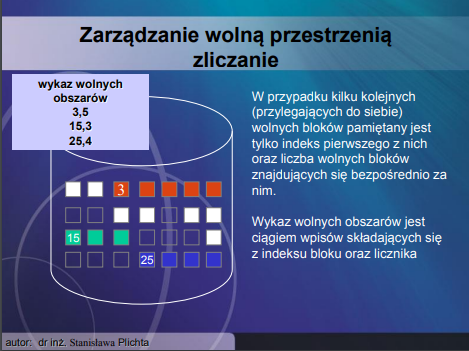 Zarządzanie wolną przestrzenią
zliczanie
wykaz wolnych
obszarów
3,5
15,3
25,4
W przypadku kilku kolejnych
(przylegających do siebie)
wolnych bloków pamiętany jest
tylko indeks pierwszego z nich
oraz liczba wolnych bloków
znajdujących się bezpośrednio za
nim.
Wykaz wolnych obszarów jest
ciągiem wpisów składających się
z indeksu bloku oraz licznika
3
15
25
autor: dr inż. Stanisława Plichta